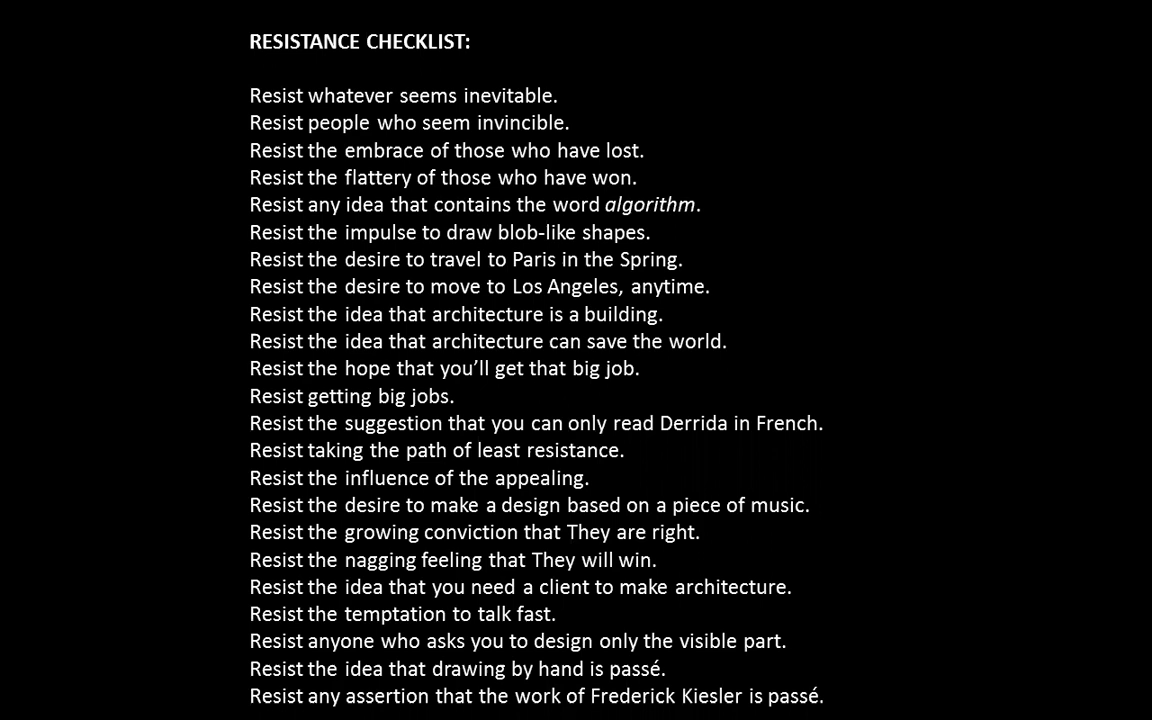 RESISTANCE CHECKLIST:
Resist whatever seems inevitable.
Resist people who seem invincible.
Resist the embrace of those who have lost.
Resist the flattery of those who have won.
Resist any idea that contains the word algorithm.
Resist the impulse to draw blob-like shapes.
Resist the desire to travel to Paris in the Spring.
Resist the desire to move to Los Angeles, anytime.
Resist the idea that architecture is a building.
Resist the idea that architecture can save the world.
Resist the hope that you’ll get that big job.
Resist getting big jobs.
Resist the suggestion that you can only read Derrida in French.
Resist taking the path of least resistance.
Resist the influence of the appealing.
Resist the desire to make a design based on a piece of music.
Resist the growing conviction that They are right.
Resist the nagging feeling that They will win.
Resist the idea that you need a client to make architecture.
Resist the temptation to talk fast.
Resist anyone who asks you to design only the visible part.
Resist the idea that drawing by hand is passé.
Resist any assertion that the work of Frederick Kiesler is passé.